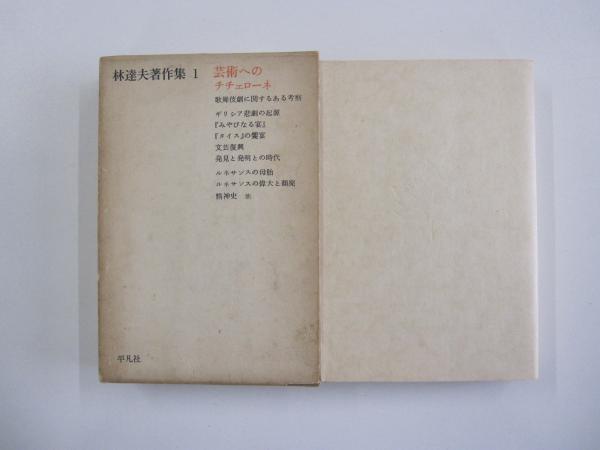 林達夫著作集 1
芸術への
チチェローネ
歌舞伎劇に関するある考察
ギリシア悲劇の起源
『みやびなる宴』
『タイス』の饗宴
文芸復興
発見と発明との時代
ルネサンスの母胎
ルネサンスの偉大と頽廃
精神史 他
平凡社